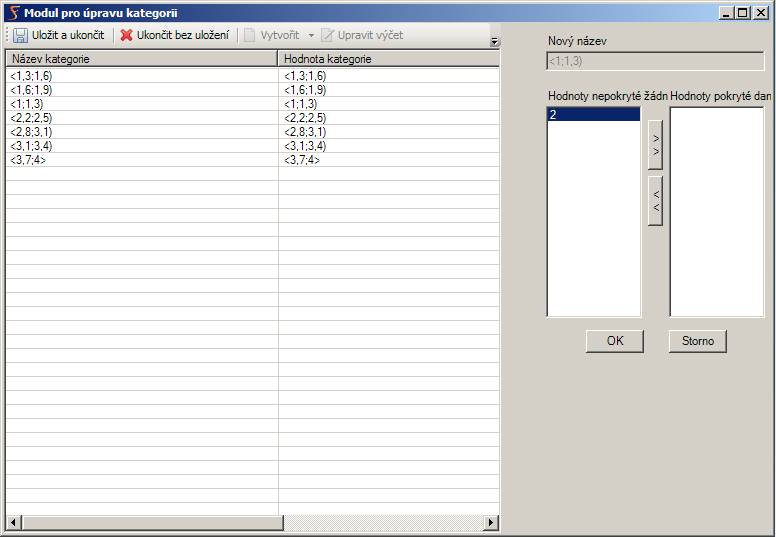 Modul pro úpravu kategorii
Uložit a ukončit Ukončit bez uložení Vytvořit Upravit výčet
Název kategorie Hodnota kategorie
<1,3;1,6) <1,3;1,6)
<1,6;1,9) <1,6;1,9)
<1;1,3) <1;1,3)
<2,2;2,5) <2,2;2,5)
<2,8;3,1) <2,8;3,1)
<3,1;3,4) <3,1;3,4)
<3,7;4> <3,7;4>
Nový název
<1;1,3)
Hodnoty nepokryté žádn Hodnoty pokryté dan
2
>
>
<
<
OK Storno